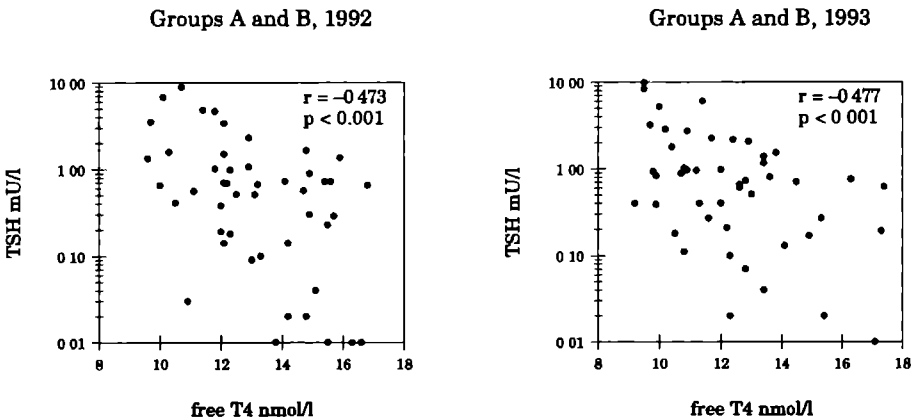 Groups A and B, 1992
10 00
1 00
0 10
0 01
TSH mU/l
r = –0 473
p < 0.001
8 10 12 14 16 18
free T4 nmol/l
Groups A and B, 1993
10 00
1 00
0 10
0 01
TSH mU/l
r = –0 477
p < 0 001
8 10 12 14 16 18
free T4 nmol/l